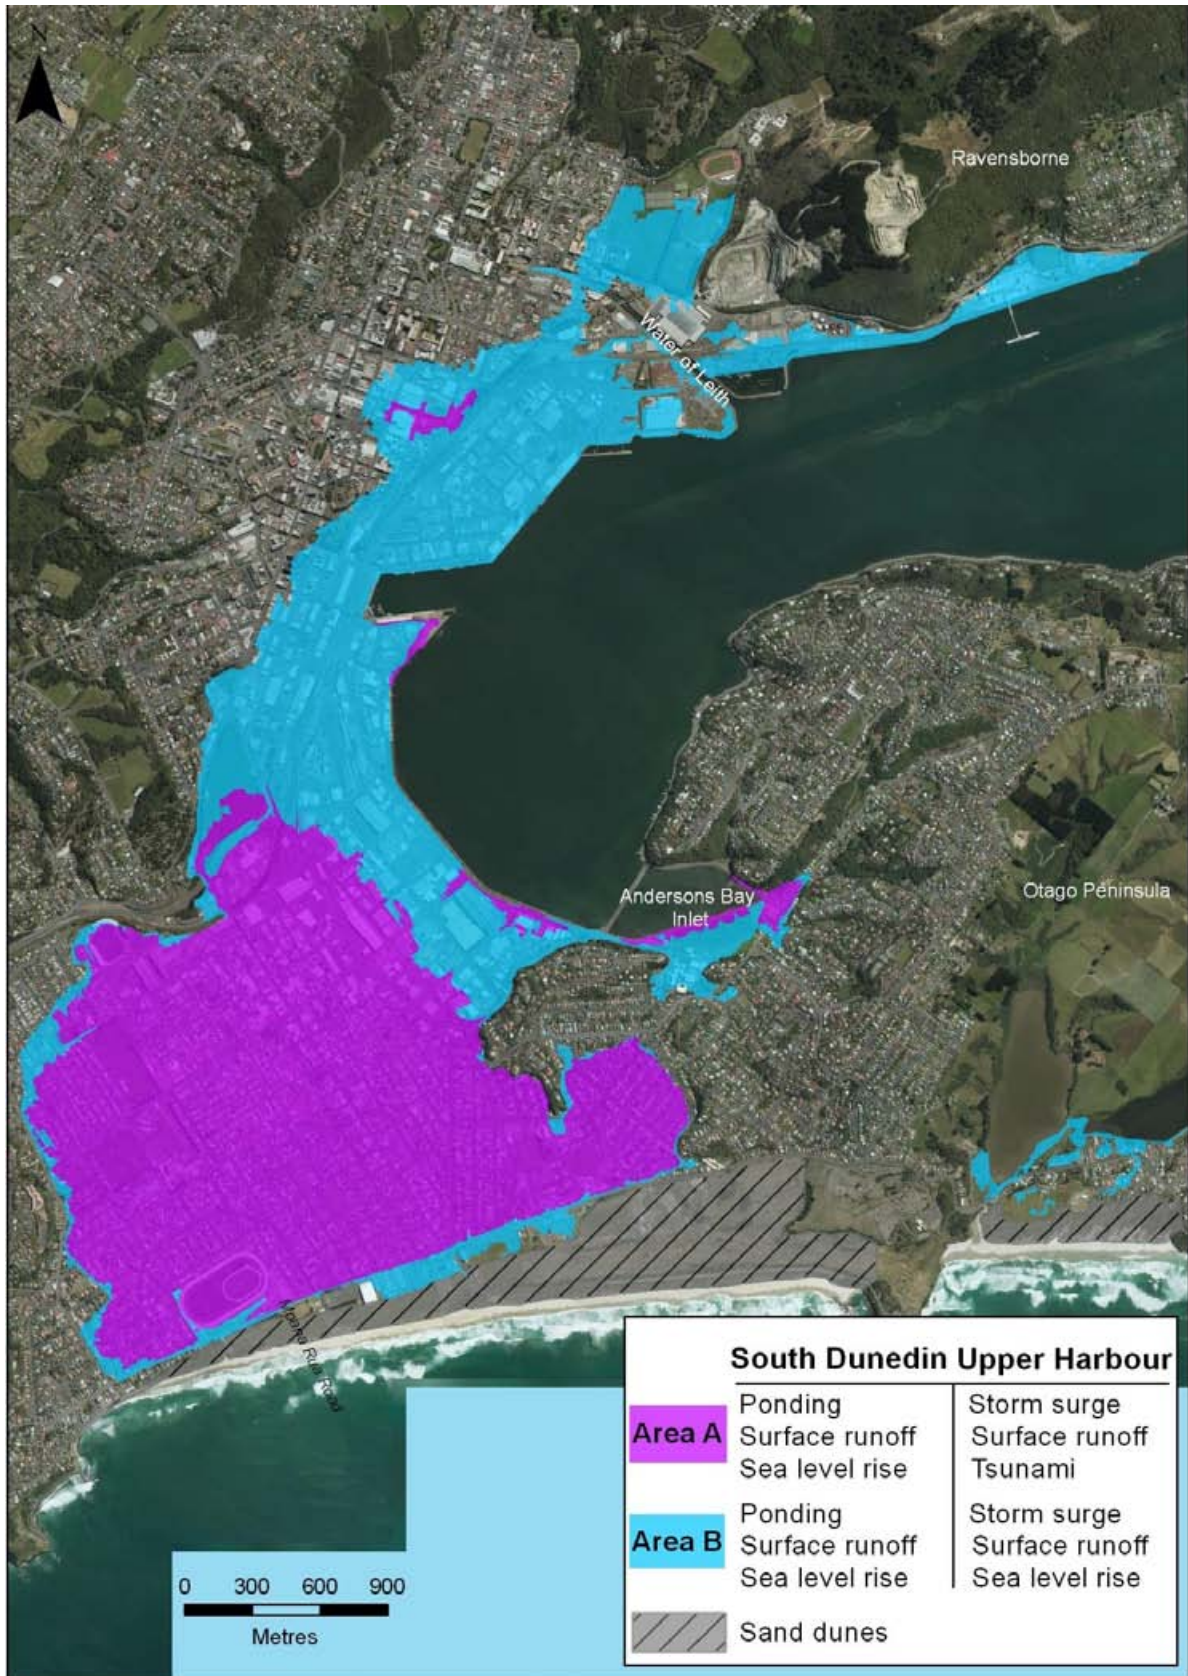 N
Ravensborne
Water of Leith
Andersons Bay
Inlet
Otago Peninsula
Moana Rua Road
South Dunedin Upper Harbour
Area A
Ponding
Surface runoff
Sea level rise
Storm surge
Surface runoff
Tsunami
Area B
Ponding
Surface runoff
Sea level rise
Storm surge
Surface runoff
Sea level rise
Sand dunes
0 300 600 900
Metres